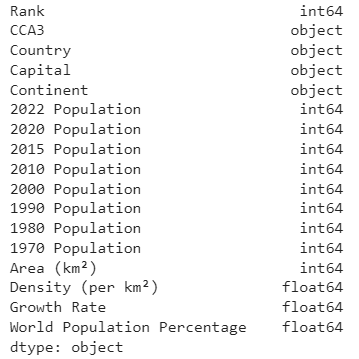 Rank int64
CCA3 object
Country object
Capital object
Continent object
2022 Population int64
2020 Population int64
2015 Population int64
2010 Population int64
2000 Population int64
1990 Population int64
1980 Population int64
1970 Population int64
Area (km²) int64
Density (per km²) float64
Growth Rate float64
World Population Percentage float64
dtype: object